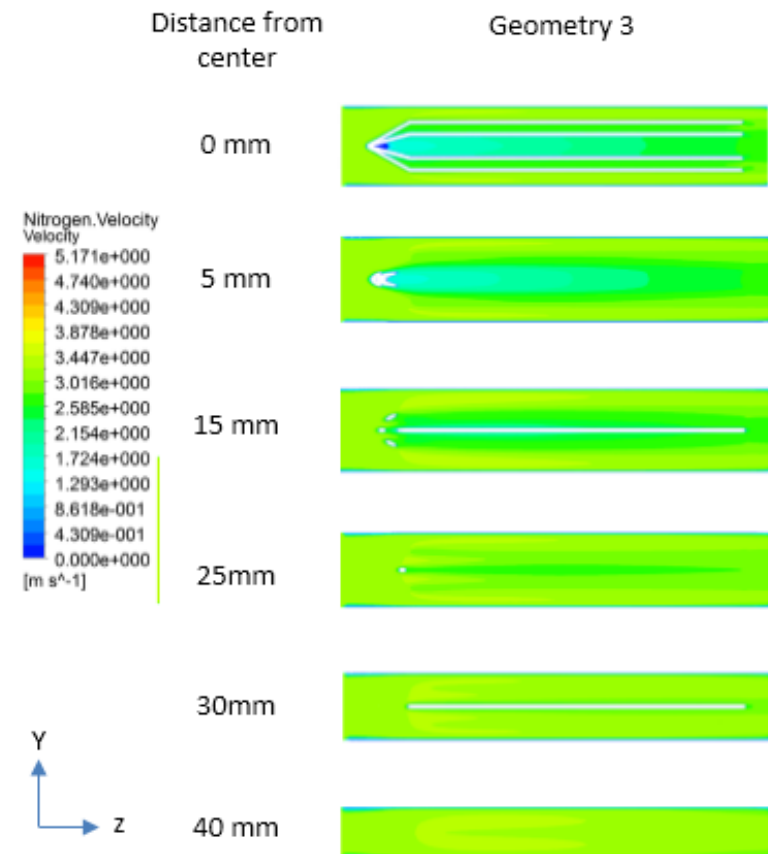 Distance from
center
Geometry 3
0 mm
Nitrogen.Velocity
Velocity
5.171e+000
4.740e+000
4.309e+000
3.878e+000
3.447e+000
3.016e+000
2.585e+000
2.154e+000
1.724e+000
1.293e+000
8.618e-001
4.309e-001
0.000e+000
[m s^-1]
5 mm
15 mm
25mm
30mm
40 mm
Y
Z